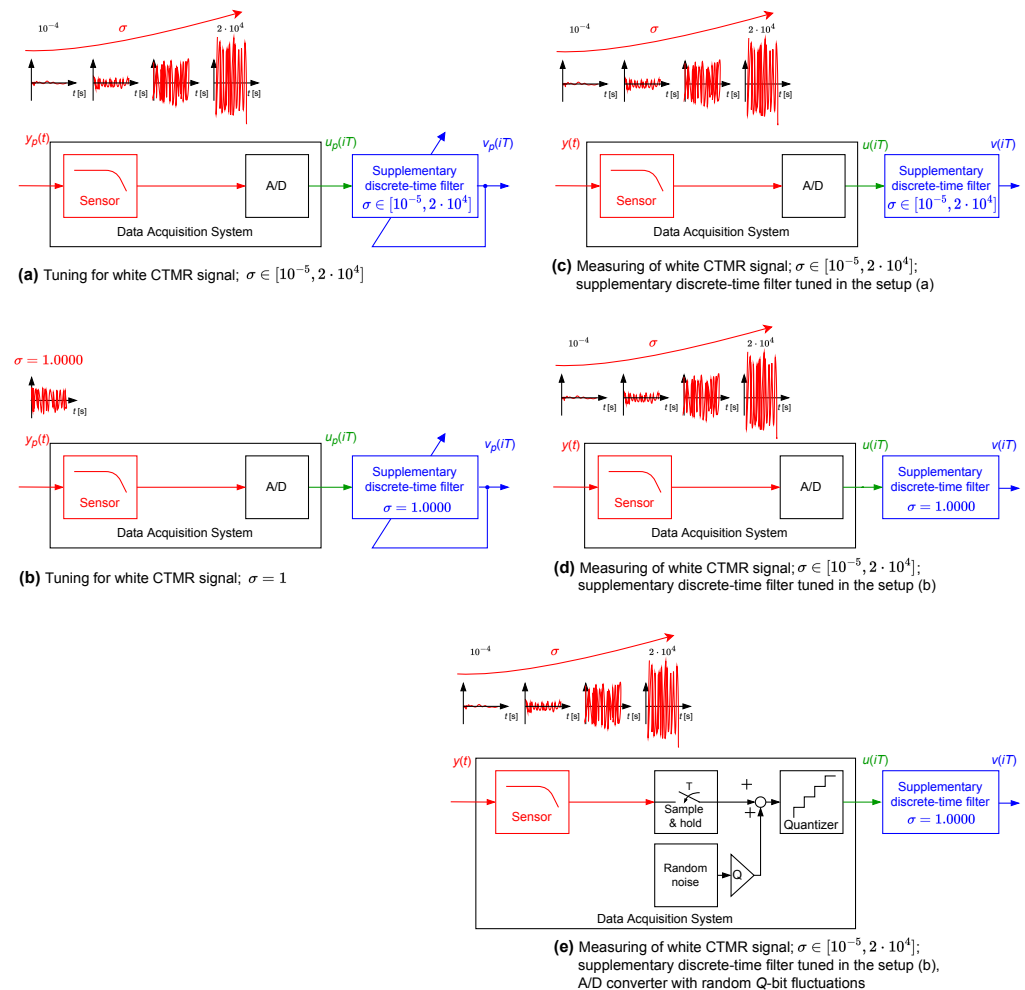 10⁻⁴
σ
2 · 10⁴
t [s] t [s] t [s] t [s]
yₚ(t)
uₚ(iT)
vₚ(iT)
Sensor
A/D
Supplementary
discrete-time filter
σ ∈ [10⁻⁵, 2 · 10⁴]
Data Acquisition System
(a) Tuning for white CTMR signal; σ ∈ [10⁻⁵, 2 · 10⁴]
10⁻⁴
σ
2 · 10⁴
t [s] t [s] t [s] t [s]
y(t)
u(iT)
v(iT)
Sensor
A/D
Supplementary
discrete-time filter
σ ∈ [10⁻⁵, 2 · 10⁴]
Data Acquisition System
(c) Measuring of white CTMR signal; σ ∈ [10⁻⁵, 2 · 10⁴];
supplementary discrete-time filter tuned in the setup (a)
σ = 1.0000
t [s]
yₚ(t)
uₚ(iT)
vₚ(iT)
Sensor
A/D
Supplementary
discrete-time filter
σ = 1.0000
Data Acquisition System
(b) Tuning for white CTMR signal; σ = 1
10⁻⁴
σ
2 · 10⁴
t [s] t [s] t [s] t [s]
y(t)
u(iT)
v(iT)
Sensor
A/D
Supplementary
discrete-time filter
σ = 1.0000
Data Acquisition System
(d) Measuring of white CTMR signal; σ ∈ [10⁻⁵, 2 · 10⁴];
supplementary discrete-time filter tuned in the setup (b)
10⁻⁴
σ
2 · 10⁴
t [s] t [s] t [s] t [s]
y(t)
u(iT)
v(iT)
Sensor
T
Sample
& hold
+
+
Quantizer
Random
noise
Q
Supplementary
discrete-time filter
σ = 1.0000
Data Acquisition System
(e) Measuring of white CTMR signal; σ ∈ [10⁻⁵, 2 · 10⁴];
supplementary discrete-time filter tuned in the setup (b),
A/D converter with random Q-bit fluctuations